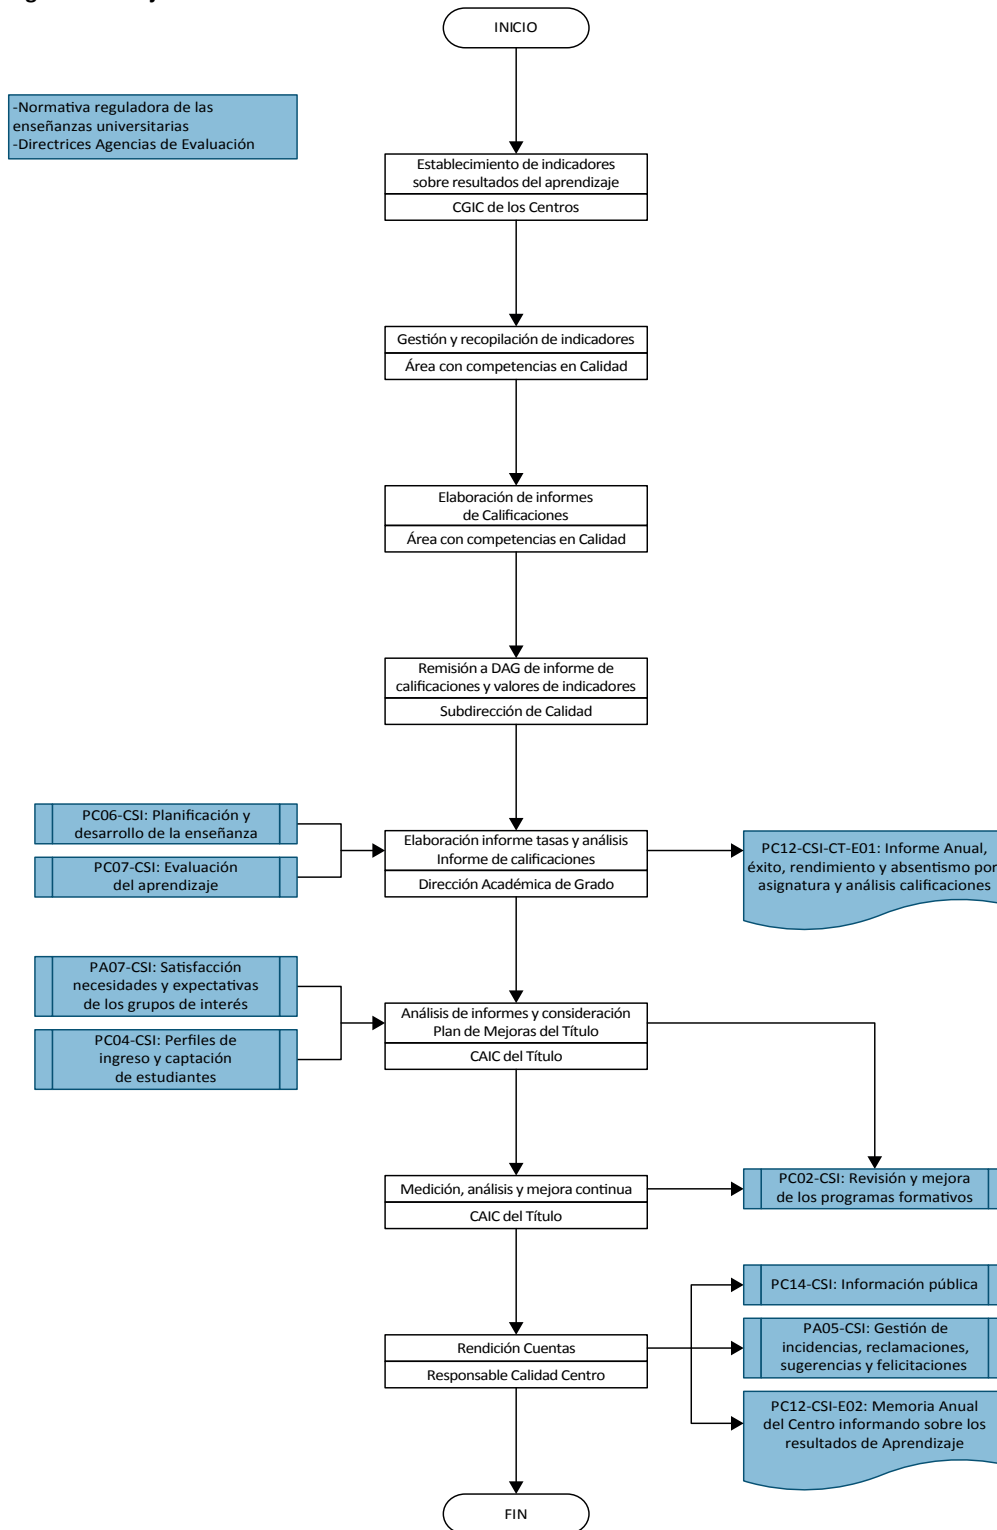 INICIO
-Normativa reguladora de las
enseñanzas universitarias
-Directrices Agencias de Evaluación
Establecimiento de indicadores
sobre resultados del aprendizaje
CGIC de los Centros
Gestión y recopilación de indicadores
Área con competencias en Calidad
Elaboración de informes
de Calificaciones
Área con competencias en Calidad
Remisión a DAG de informe de
calificaciones y valores de indicadores
Subdirección de Calidad
PC06-CSI: Planificación y
desarrollo de la enseñanza
PC07-CSI: Evaluación
del aprendizaje
Elaboración informe tasas y análisis
Informe de calificaciones
Dirección Académica de Grado
PC12-CSI-CT-E01: Informe Anual,
éxito, rendimiento y absentismo por
asignatura y análisis calificaciones
PA07-CSI: Satisfacción
necesidades y expectativas
de los grupos de interés
PC04-CSI: Perfiles de
ingreso y captación
de estudiantes
Análisis de informes y consideración
Plan de Mejoras del Título
CAIC del Título
Medición, análisis y mejora continua
CAIC del Título
PC02-CSI: Revisión y mejora
de los programas formativos
PC14-CSI: Información pública
Rendición Cuentas
Responsable Calidad Centro
PA05-CSI: Gestión de
incidencias, reclamaciones,
sugerencias y felicitaciones
PC12-CSI-E02: Memoria Anual
del Centro informando sobre los
resultados de Aprendizaje
FIN